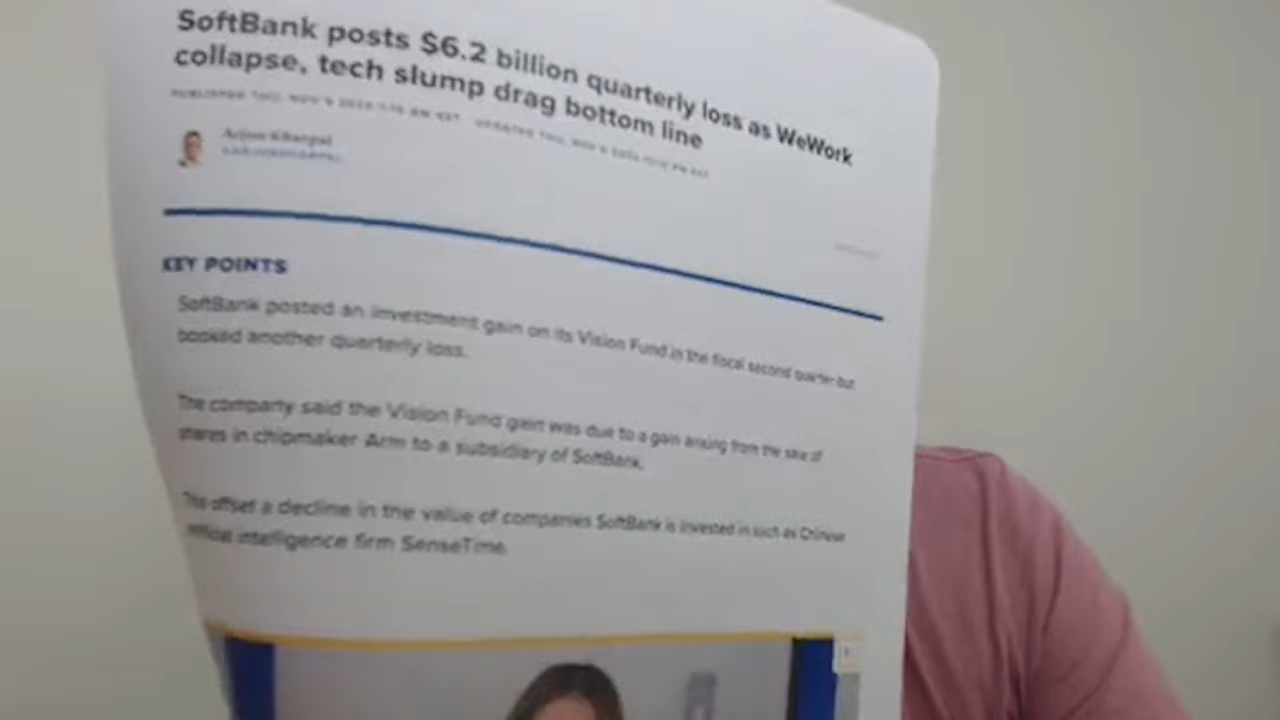 SoftBank posts $6.2 billion quarterly loss as WeWork
collapse, tech slump drag bottom line
Arjun Kharpal
KEY POINTS
SoftBank posted an investment gain on its Vision Fund in the fiscal second quarter but
booked another quarterly loss.
The company said the Vision Fund gain was due to a gain arising from the sale of
shares in chipmaker Arm to a subsidiary of SoftBank.
This offset a decline in the value of companies SoftBank is invested in such as Chinese
artificial intelligence firm SenseTime.